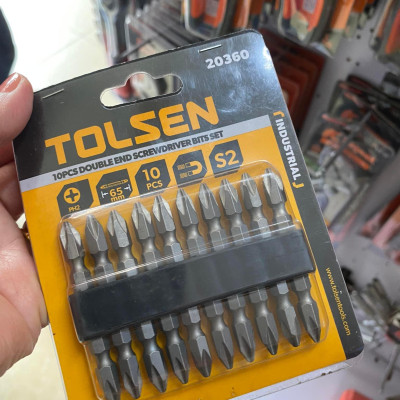 20360
TOLSEN
INDUSTRIAL
10PCS DOUBLE END SCREWDRIVER BITS SET
PH2
65
mm
10
PCS
S2
www.tolsentools.com